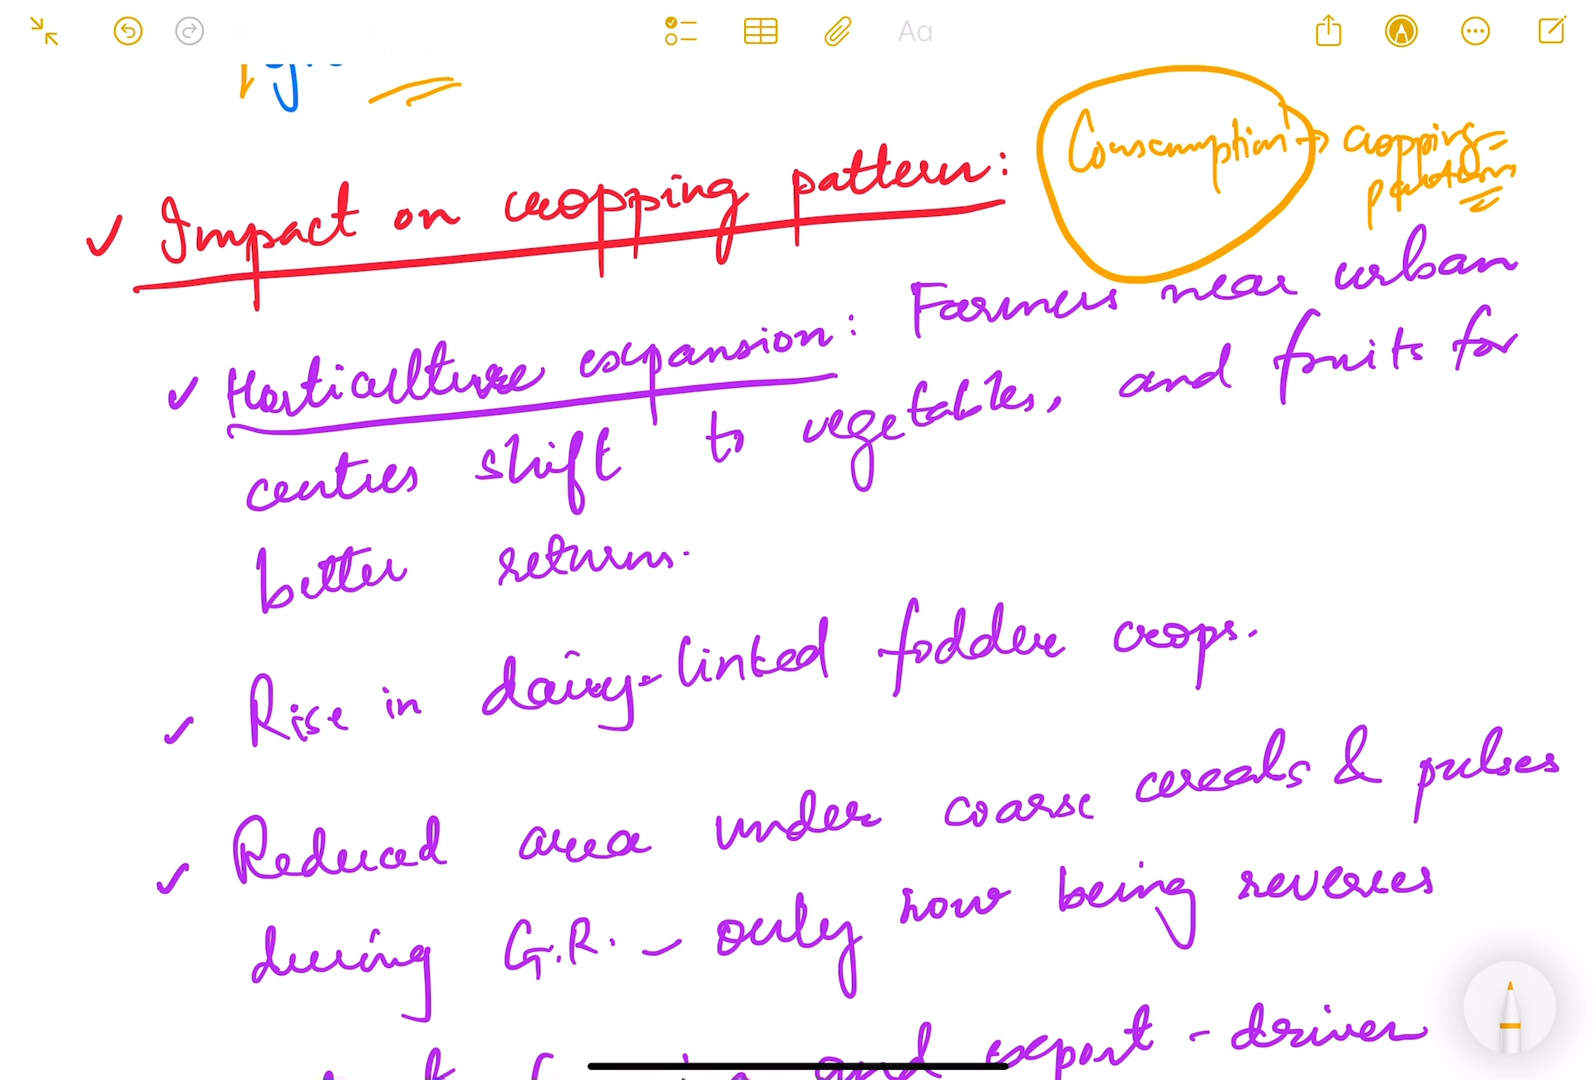 Aa
Consumption → cropping
pattern
✓ Impact on cropping pattern:
✓ Horticulture expansion: Farmers near urban
centres shift to vegetables, and fruits for
better returns.
✓ Rise in dairy-linked fodder crops.
✓ Reduced area under coarse cereals & pulses
during G.R. – only now being reverses
and export - driven